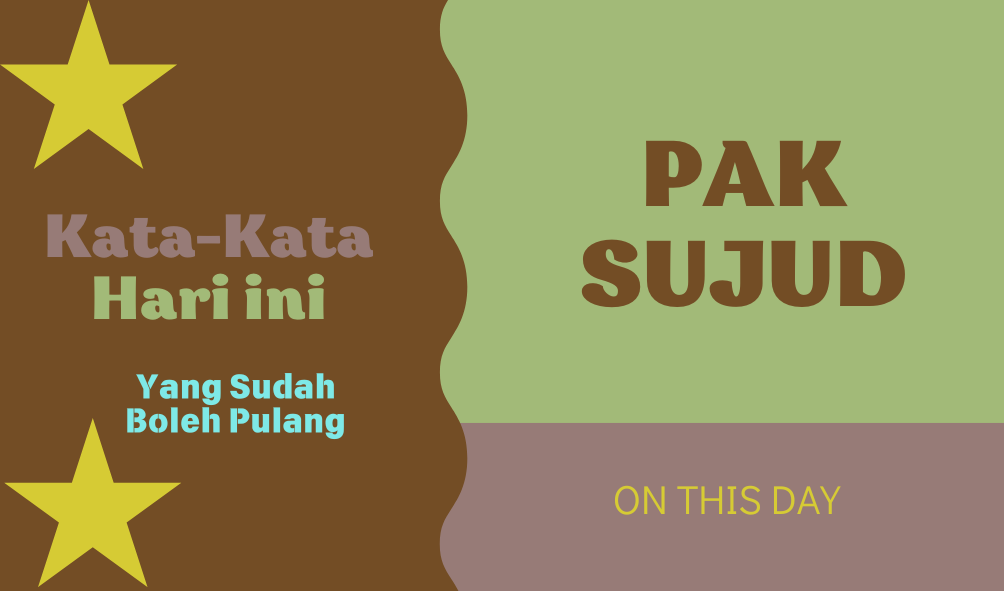 Kata-Kata
Hari ini
Yang Sudah
Boleh Pulang
PAK
SUJUD
ON THIS DAY